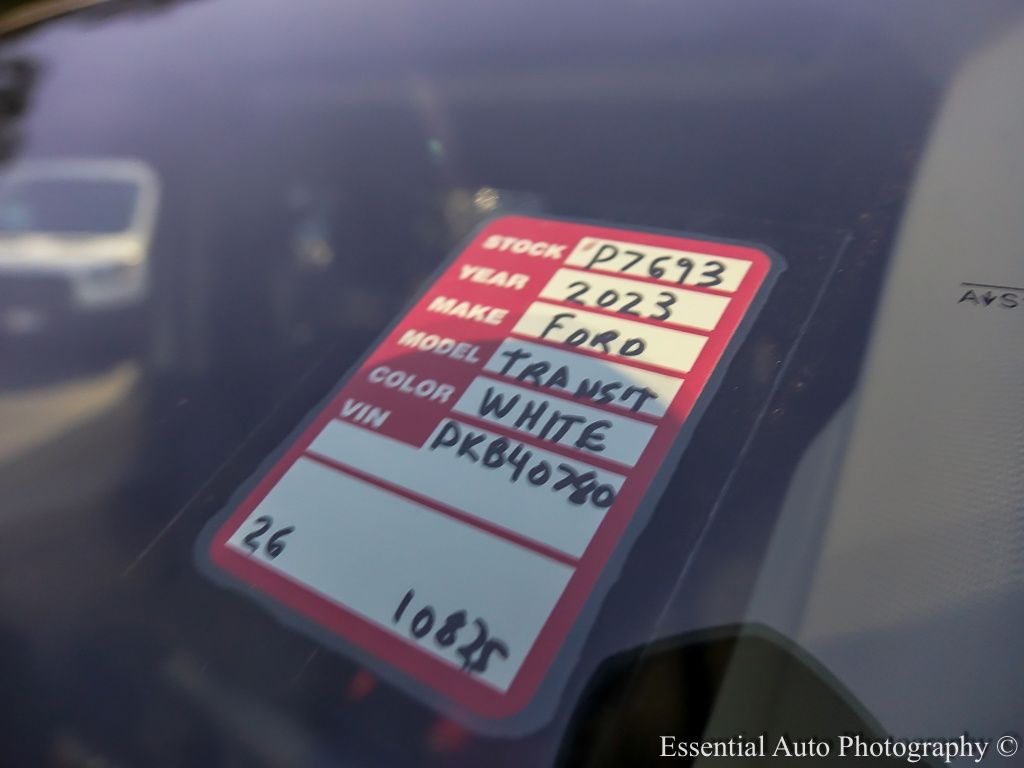 STOCK P7693
YEAR 2023
MAKE FORD
MODEL TRANSIT
COLOR WHITE
VIN PKB40780
26
10825
A/S
Essential Auto Photography ©